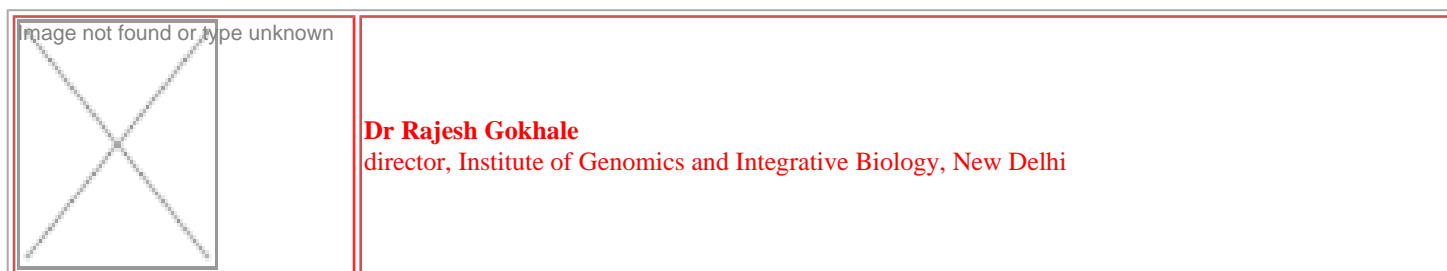 Image not found or type unknown
Dr Rajesh Gokhale
director, Institute of Genomics and Integrative Biology, New Delhi